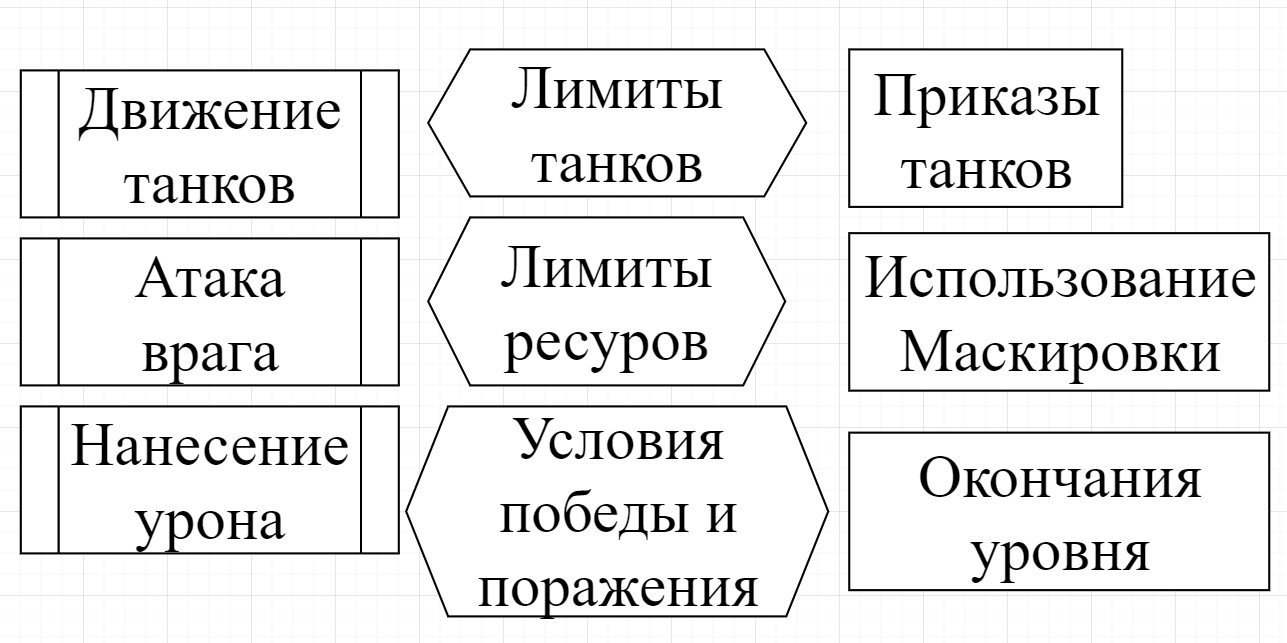 Движение
танков
Лимиты
танков
Приказы
танков
Атака
врага
Лимиты
ресуров
Использование
Маскировки
Нанесение
урона
Условия
победы и
поражения
Окончания
уровня